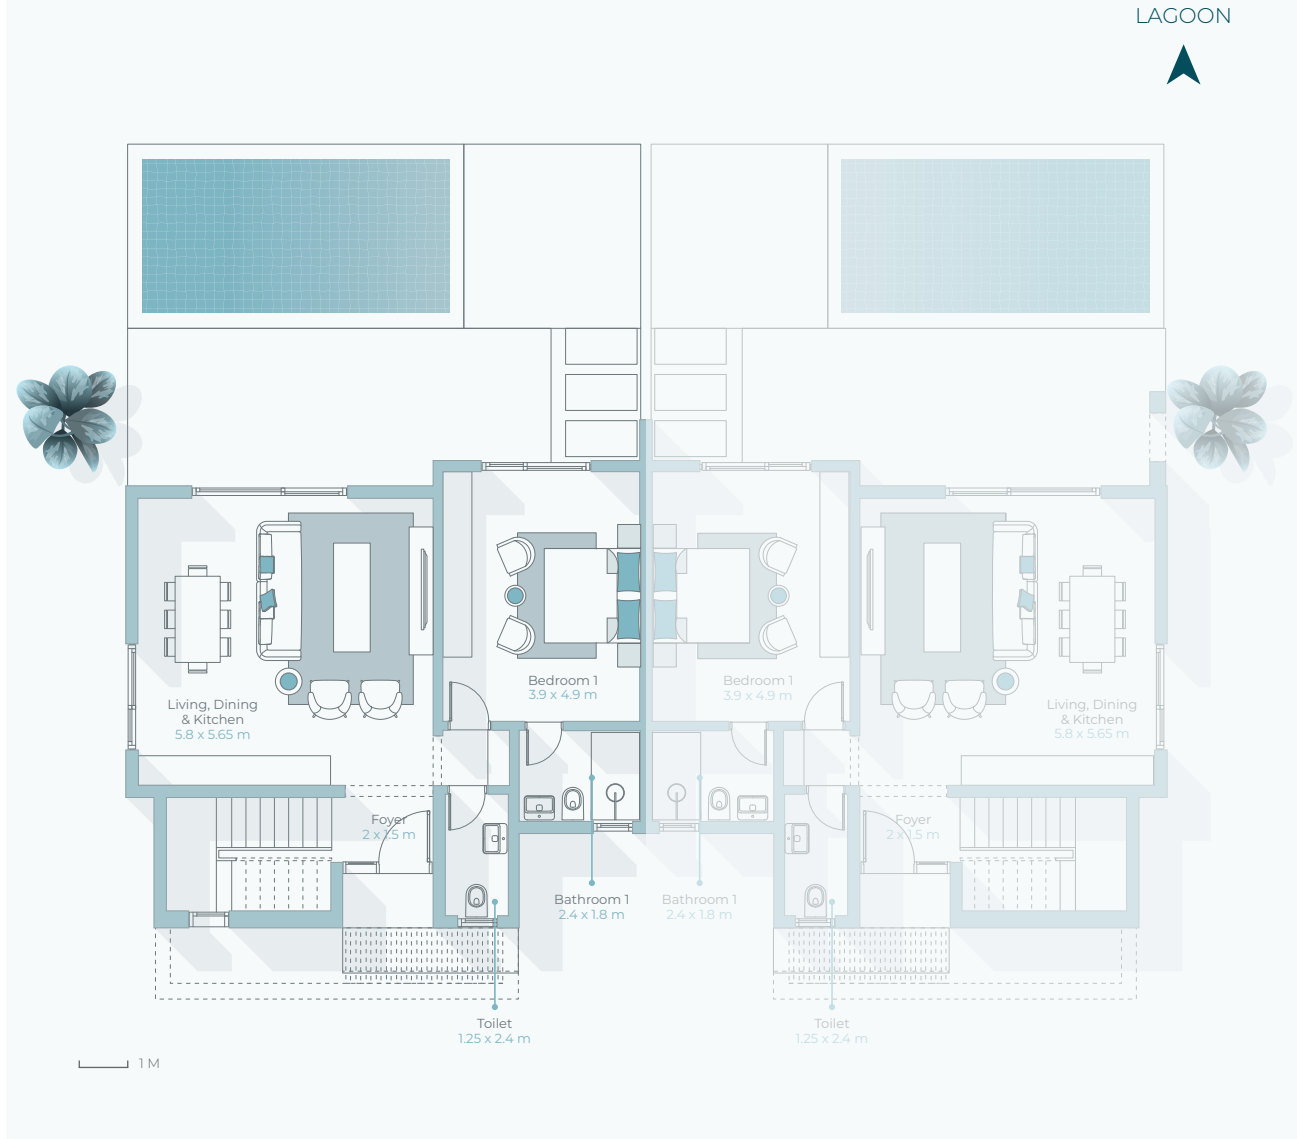 LAGOON
Bedroom 1
3.9 x 4.9 m
Bedroom 1
3.9 x 4.9 m
Living, Dining
& Kitchen
5.8 x 5.65 m
Living, Dining
& Kitchen
5.8 x 5.65 m
Foyer
2 x 1.5 m
Foyer
2 x 1.5 m
Bathroom 1
2.4 x 1.8 m
Bathroom 1
2.4 x 1.8 m
Toilet
1.25 x 2.4 m
Toilet
1.25 x 2.4 m
1 M